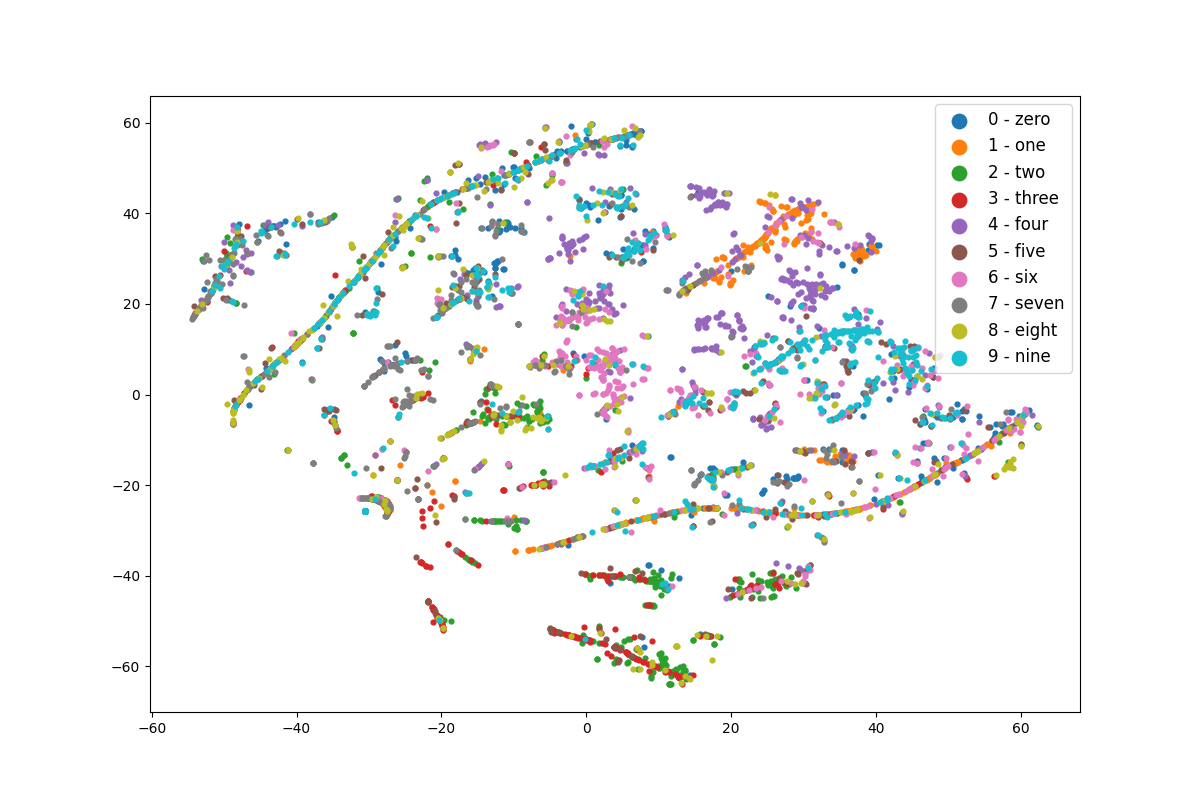 0 - zero
1 - one
2 - two
3 - three
4 - four
5 - five
6 - six
7 - seven
8 - eight
9 - nine
60
40
20
0
−20
−40
−60
−60 −40 −20 0 20 40 60